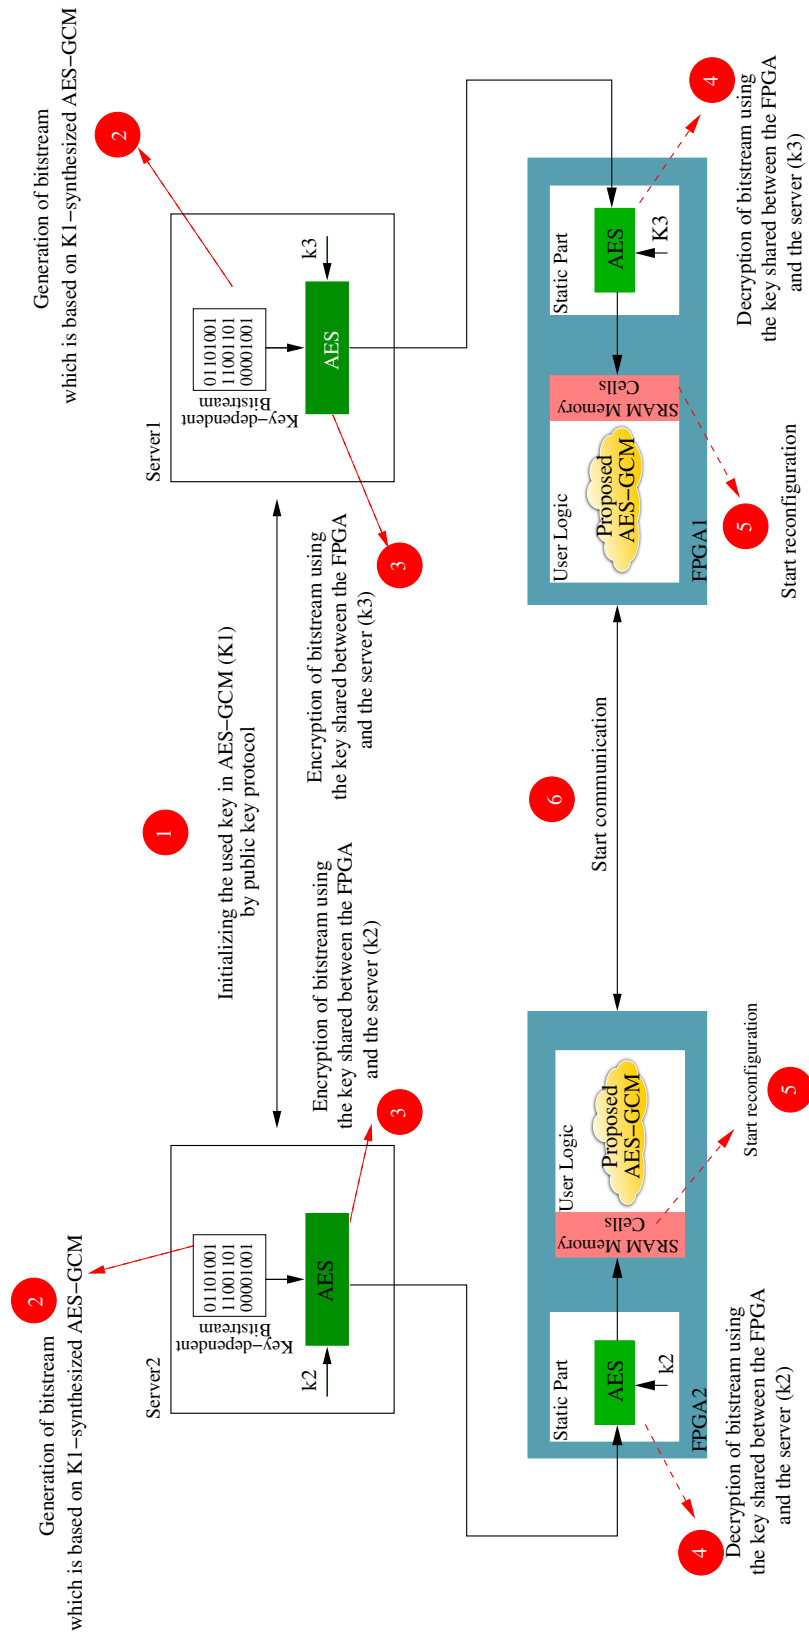 2
Generation of bitstream
which is based on K1−synthesized AES−GCM
Generation of bitstream
which is based on K1−synthesized AES−GCM
2
1
Initializing the used key in AES−GCM (K1)
by public key protocol
Server2
01101001
11001101
00001001
Key−dependent
Bitstream
k2
AES
3
Encryption of bitstream using
the key shared between the FPGA
and the server (k2)
Server1
01101001
11001101
00001001
Key−dependent
Bitstream
k3
AES
3
Encryption of bitstream using
the key shared between the FPGA
and the server (k3)
Static Part
AES
k2
SRAM Memory
Cells
User Logic
Proposed
AES−GCM
FPGA2
6
Start communication
User Logic
Proposed
AES−GCM
SRAM Memory
Cells
Static Part
AES
K3
FPGA1
4
Decryption of bitstream using
the key shared between the FPGA
and the server (k2)
Start reconfiguration
5
5
Start reconfiguration
4
Decryption of bitstream using
the key shared between the FPGA
and the server (k3)